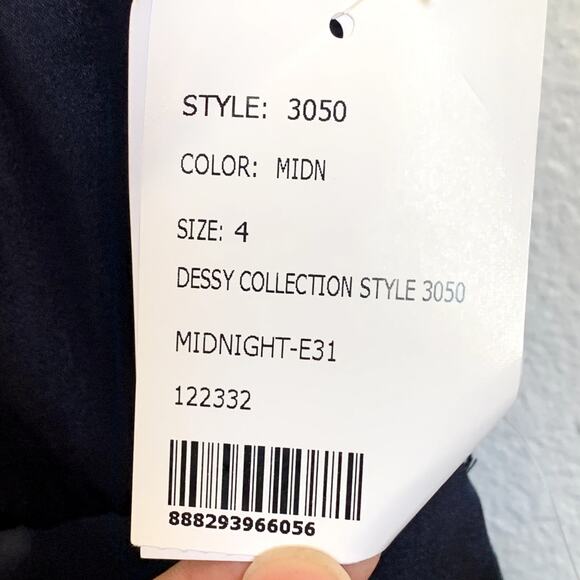 STYLE: 3050
COLOR: MIDN
SIZE: 4
DESSY COLLECTION STYLE 3050
MIDNIGHT-E31
122332
888293966056